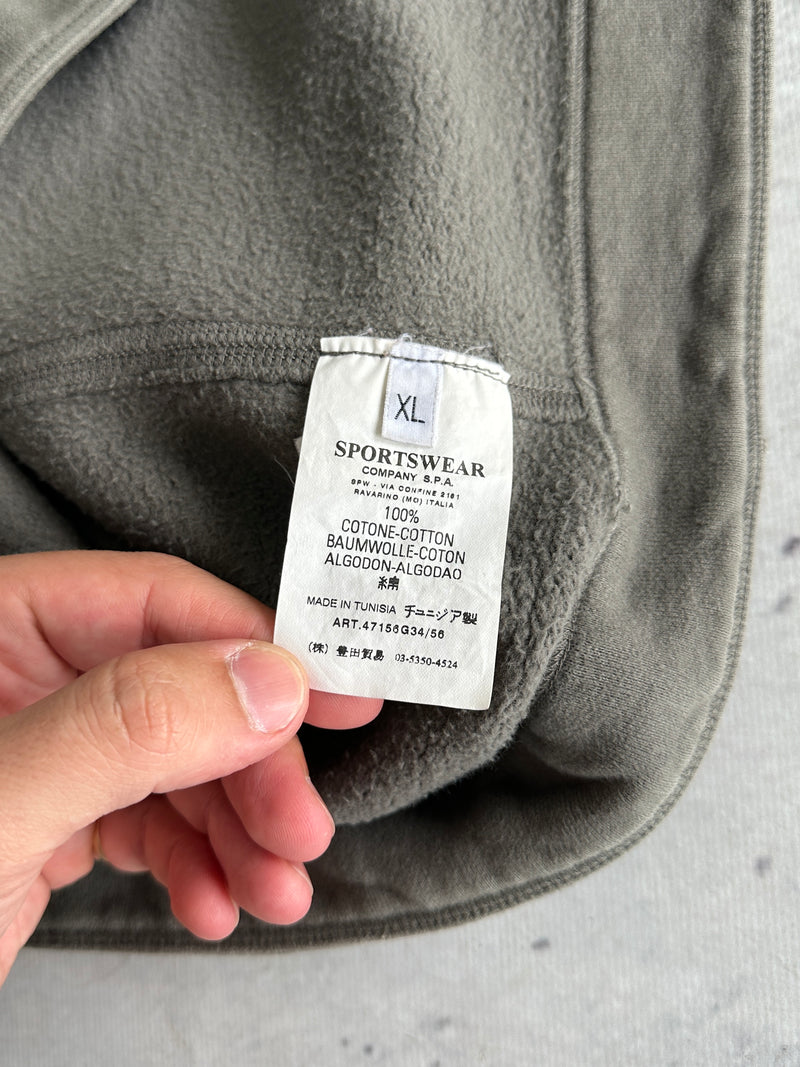 XL
SPORTSWEAR
COMPANY S.P.A.
SPW - VIA CONFINE 2161
RAVARINO (MO) ITALIA
100%
COTONE-COTTON
BAUMWOLLE-COTON
ALGODON-ALGODAO
綿
MADE IN TUNISIA チュニジア製
ART.47156G34/56
(株) 豊田貿易 03-5350-4524